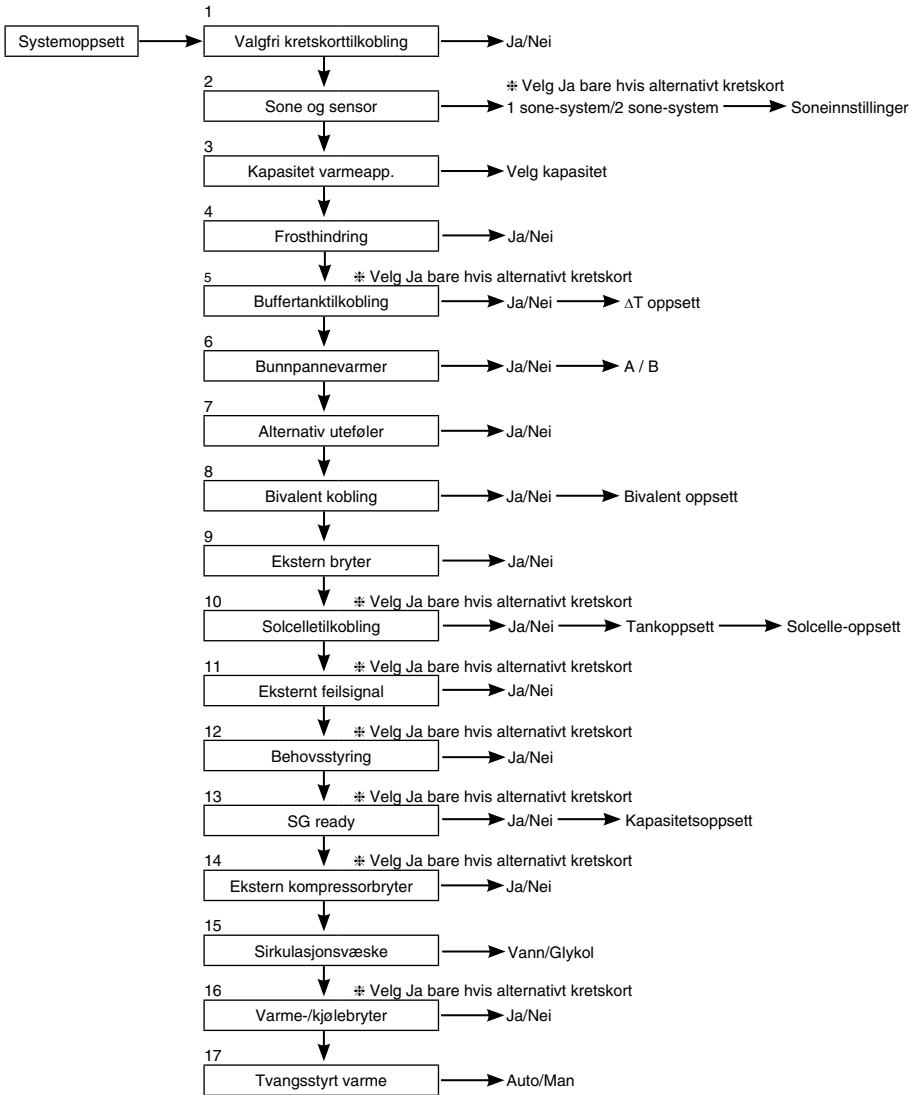 1
Systemoppsett Valgfri kretskorttilkobling Ja/Nei
2 ⁜ Velg Ja bare hvis alternativt kretskort
Sone og sensor 1 sone-system/2 sone-system Soneinnstillinger
3
Kapasitet varmeapp. Velg kapasitet
4
Frosthindring Ja/Nei
5 ⁜ Velg Ja bare hvis alternativt kretskort
Buffertanktilkobling Ja/Nei ΔT oppsett
6
Bunnpannevarmer Ja/Nei A / B
7
Alternativ uteføler Ja/Nei
8
Bivalent kobling Ja/Nei Bivalent oppsett
9
Ekstern bryter Ja/Nei
10 ⁜ Velg Ja bare hvis alternativt kretskort
Solcelletilkobling Ja/Nei Tankoppsett Solcelle-oppsett
11 ⁜ Velg Ja bare hvis alternativt kretskort
Eksternt feilsignal Ja/Nei
12 ⁜ Velg Ja bare hvis alternativt kretskort
Behovsstyring Ja/Nei
13 ⁜ Velg Ja bare hvis alternativt kretskort
SG ready Ja/Nei Kapasitetsoppsett
14 ⁜ Velg Ja bare hvis alternativt kretskort
Ekstern kompressorbryter Ja/Nei
15
Sirkulasjonsvæske Vann/Glykol
16 ⁜ Velg Ja bare hvis alternativt kretskort
Varme-/kjølebryter Ja/Nei
17
Tvangsstyrt varme Auto/Man